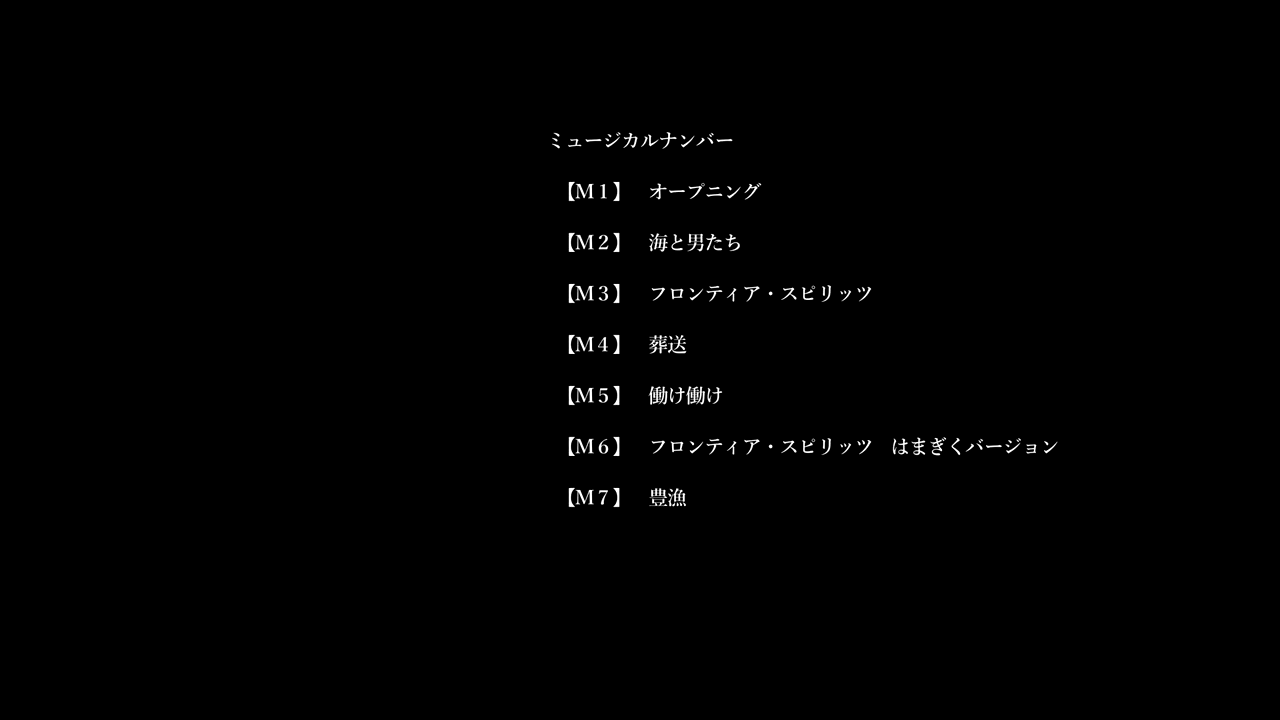 ミュージカルナンバー
【Ｍ１】　オープニング
【Ｍ２】　海と男たち
【Ｍ３】　フロンティア・スピリッツ
【Ｍ４】　葬送
【Ｍ５】　働け働け
【Ｍ６】　フロンティア・スピリッツ　はまぎくバージョン
【Ｍ７】　豊漁